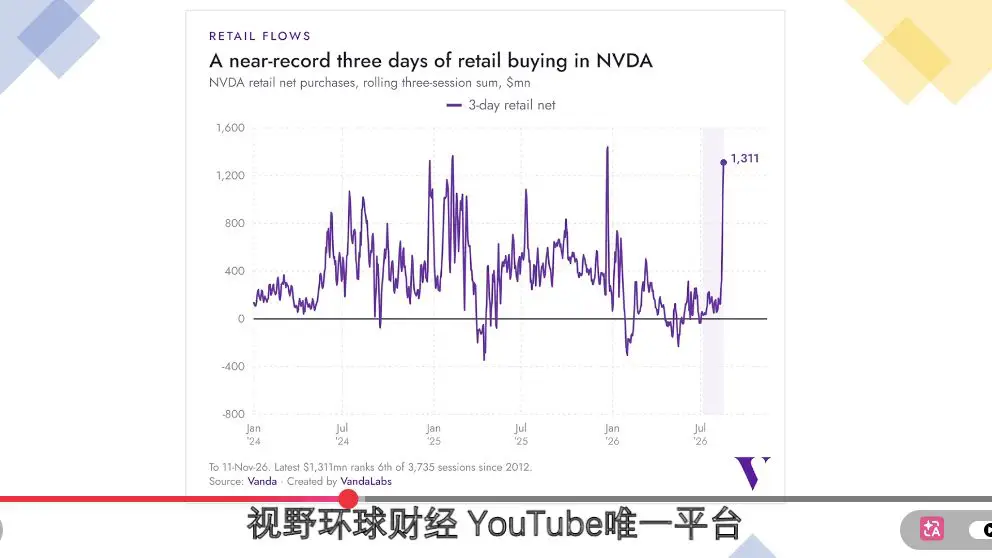 RETAIL FLOWS
A near-record three days of retail buying in NVDA
NVDA retail net purchases, rolling three-session sum, $mn
3-day retail net
1,600
1,200
800
400
0
-400
-800
1,311
Jan '24
Jul '24
Jan '25
Jul '25
Jan '26
Jul '26
To 11-Nov-26. Latest $1,311mn ranks 6th of 3,735 sessions since 2012.
Source: Vanda · Created by VandaLabs
视野环球财经 YouTube唯一平台
A